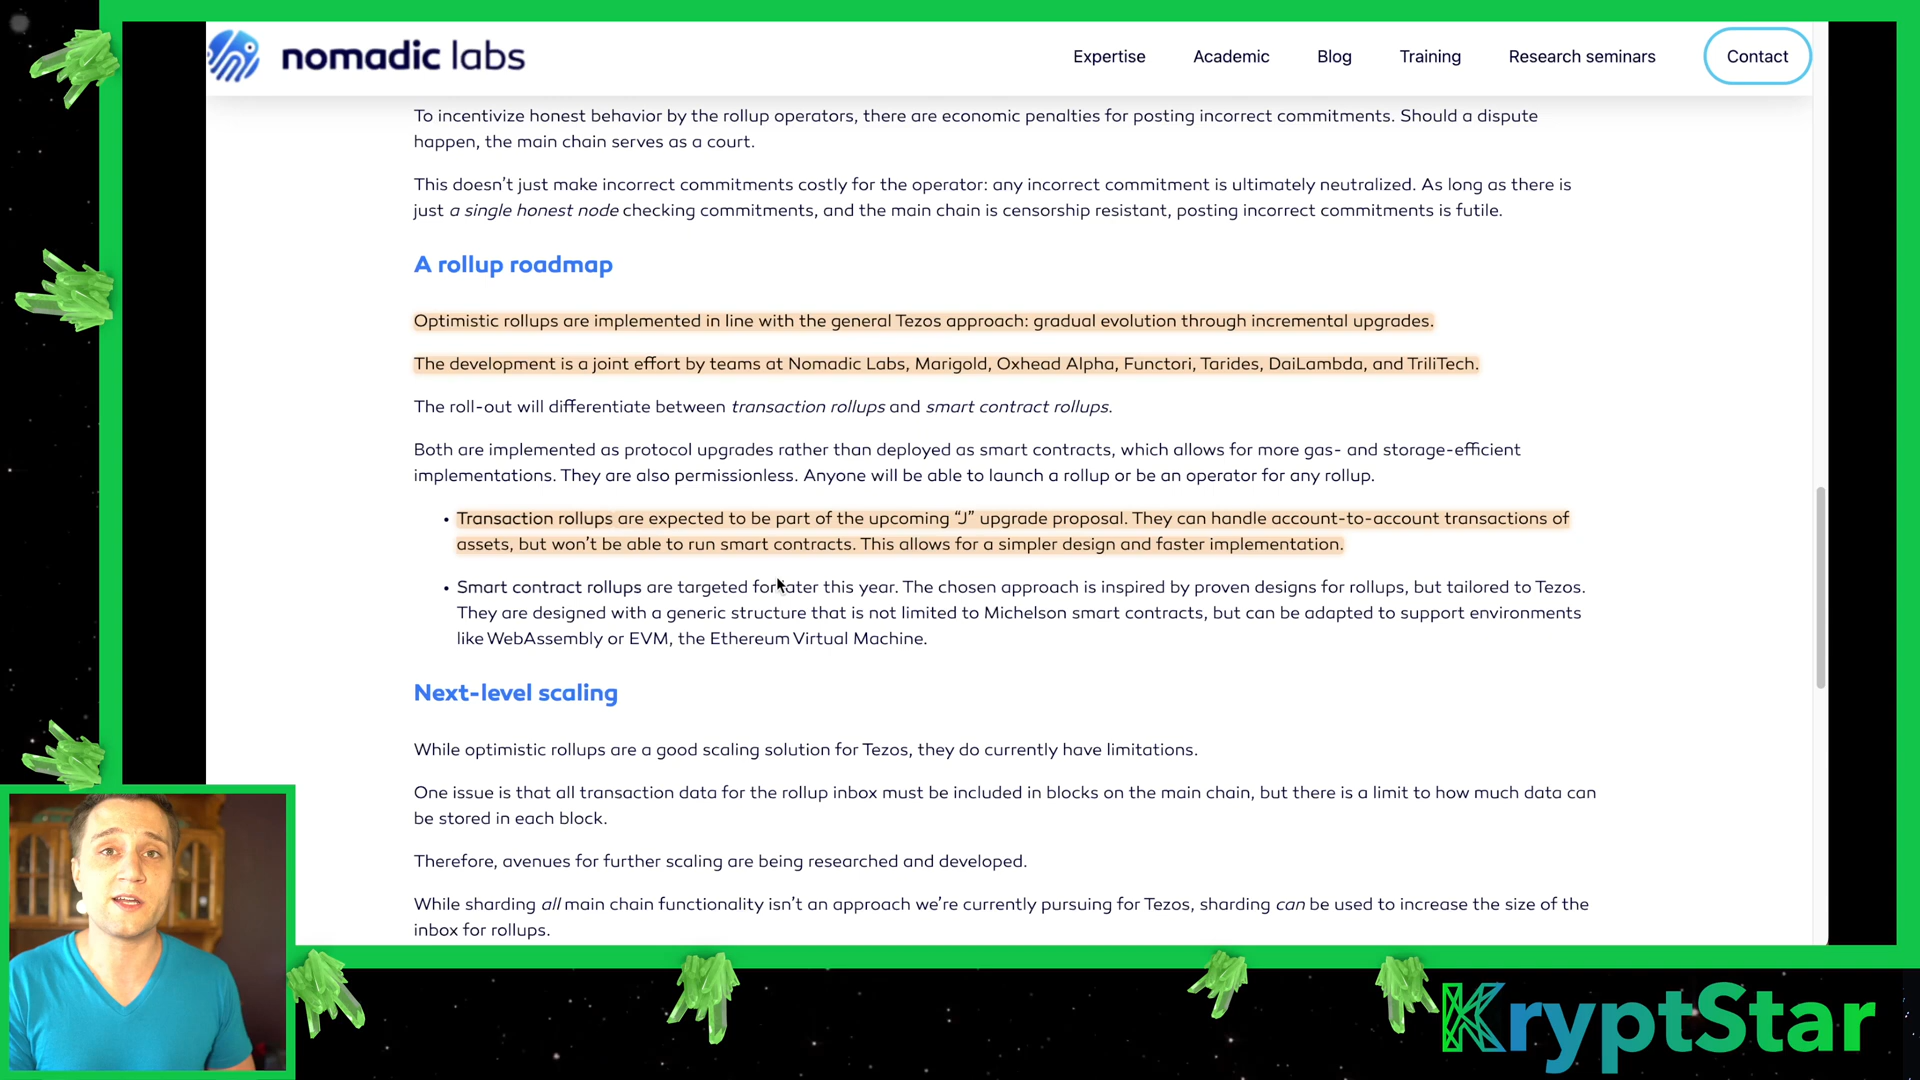 nomadic labs
Expertise
Academic
Blog
Training
Research seminars
Contact
To incentivize honest behavior by the rollup operators, there are economic penalties for posting incorrect commitments. Should a dispute
happen, the main chain serves as a court.
This doesn't just make incorrect commitments costly for the operator: any incorrect commitment is ultimately neutralized. As long as there is
just a single honest node checking commitments, and the main chain is censorship resistant, posting incorrect commitments is futile.
A rollup roadmap
Optimistic rollups are implemented in line with the general Tezos approach: gradual evolution through incremental upgrades.
The development is a joint effort by teams at Nomadic Labs, Marigold, Oxhead Alpha, Functori, Tarides, DaiLambda, and TriliTech.
The roll-out will differentiate between transaction rollups and smart contract rollups.
Both are implemented as protocol upgrades rather than deployed as smart contracts, which allows for more gas- and storage-efficient
implementations. They are also permissionless. Anyone will be able to launch a rollup or be an operator for any rollup.
• Transaction rollups are expected to be part of the upcoming “J” upgrade proposal. They can handle account-to-account transactions of
assets, but won't be able to run smart contracts. This allows for a simpler design and faster implementation.
• Smart contract rollups are targeted for later this year. The chosen approach is inspired by proven designs for rollups, but tailored to Tezos.
They are designed with a generic structure that is not limited to Michelson smart contracts, but can be adapted to support environments
like WebAssembly or EVM, the Ethereum Virtual Machine.
Next-level scaling
While optimistic rollups are a good scaling solution for Tezos, they do currently have limitations.
One issue is that all transaction data for the rollup inbox must be included in blocks on the main chain, but there is a limit to how much data can
be stored in each block.
Therefore, avenues for further scaling are being researched and developed.
While sharding all main chain functionality isn't an approach we're currently pursuing for Tezos, sharding can be used to increase the size of the
inbox for rollups.
KryptStar